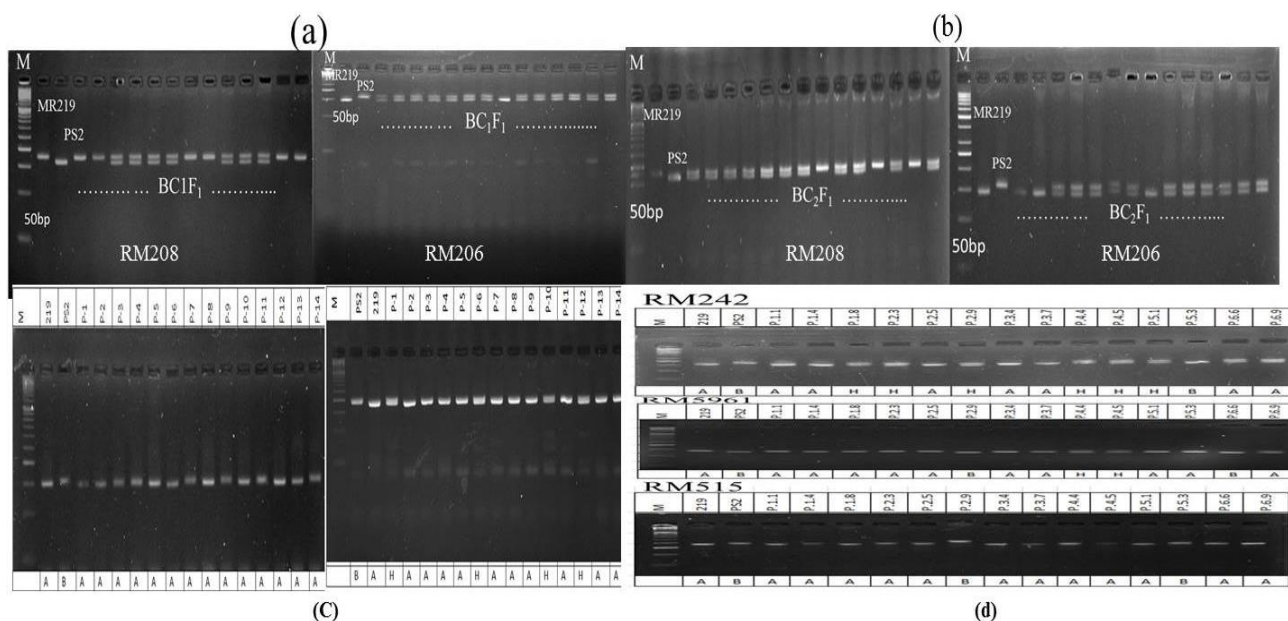 (a)
(b)
M
MR219
PS2
BC1F₁
50bp
RM208
M
MR219
PS2
50bp
BC₁F₁
RM206
M
MR219
PS2
BC₂F₁
50bp
RM208
M
MR219
PS2
BC₂F₁
50bp
RM206
M 219 PS2 P-1 P-2 P-3 P-4 P-5 P-6 P-7 P-8 P-9 P-10 P-11 P-12 P-13 P-14
A B A A A A A A A A A A A A A A
M PS2 219 P-1 P-2 P-3 P-4 P-5 P-6 P-7 P-8 P-9 P-10 P-11 P-12 P-13 P-14
B A H A A A A H A A A H A H A A
RM242
M 219 PS2 P.1.1 P.1.4 P.1.8 P.2.3 P.2.5 P.2.9 P.3.4 P.3.7 P.4.4 P.4.5 P.5.1 P.5.3 P.6.6 P.6.9
A B A A H H A H A A H H H B A A
RM5961
M 219 PS2 P.1.1 P.1.4 P.1.8 P.2.3 P.2.5 P.2.9 P.3.4 P.3.7 P.4.4 P.4.5 P.5.1 P.5.3 P.6.6 P.6.9
A B A A A A A B A A H H A A B A
RM515
M 219 PS2 P.1.1 P.1.4 P.1.8 P.2.3 P.2.5 P.2.9 P.3.4 P.3.7 P.4.4 P.4.5 P.5.1 P.5.3 P.6.6 P.6.9
A B A A A A A B A A A A A B A A
(C)
(d)